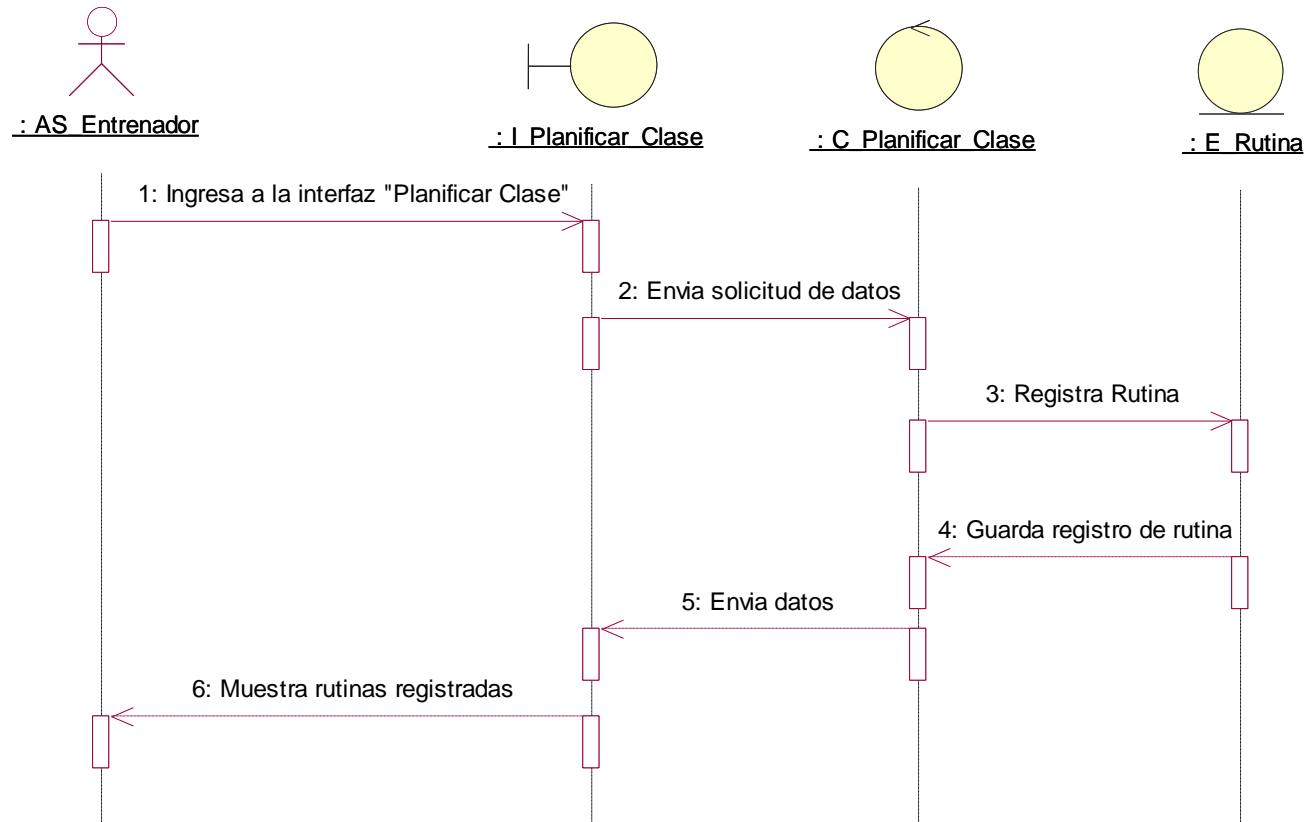 : AS_Entrenador
: I_Planificar_Clase
: C_Planificar_Clase
: E_Rutina
1: Ingresa a la interfaz "Planificar Clase"
2: Envia solicitud de datos
3: Registra Rutina
4: Guarda registro de rutina
5: Envia datos
6: Muestra rutinas registradas